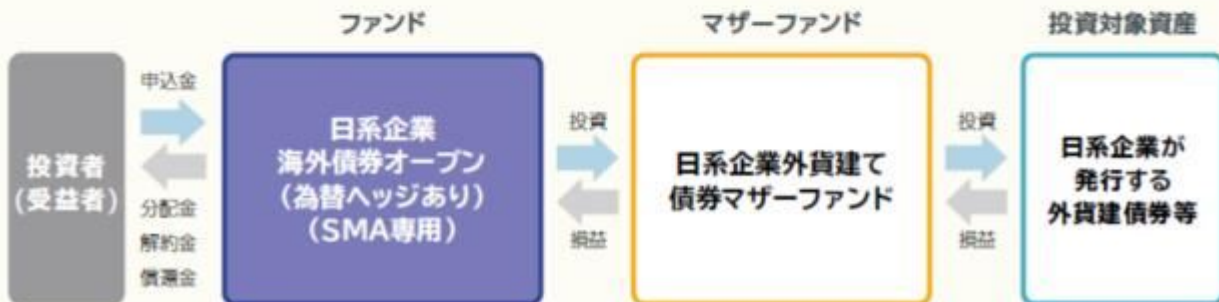 ファンド
マザーファンド
投資対象資産
投資者
(受益者)
申込金
分配金
解約金
償還金
日系企業
海外債券オープン
(為替ヘッジあり)
(SMA専用)
投資
損益
日系企業外貨建て
債券マザーファンド
投資
損益
日系企業が
発行する
外貨建債券等